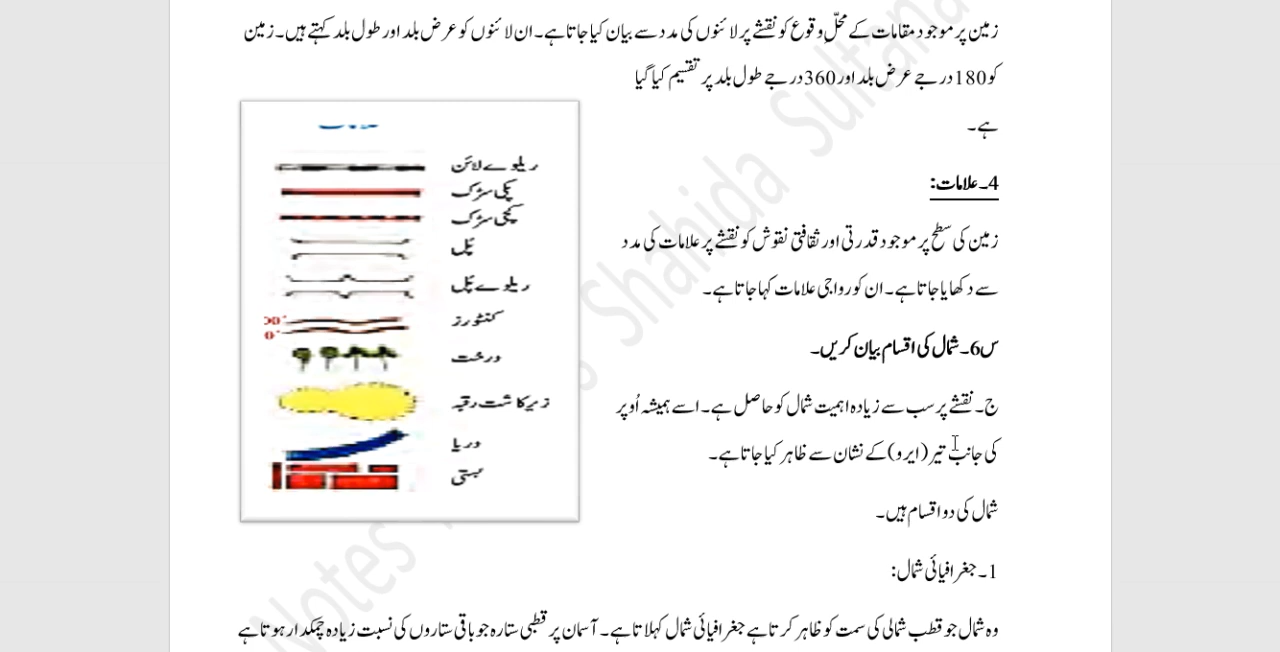 زمین پر موجود مقامات کے محلِ وقوع کو نقشے پر لائنوں کی مدد سے بیان کیا جاتا ہے۔ ان لائنوں کو عرض بلد اور طول بلد کہتے ہیں۔ زمین
کو 180 درجے عرض بلد اور 360 درجے طول بلد پر تقسیم کیا گیا
ہے۔
4۔ علامات:
زمین کی سطح پر موجود قدرتی اور ثقافتی نقوش کو نقشے پر علامات کی مدد
سے دکھایا جاتا ہے۔ ان کو رواجی علامات کہا جاتا ہے۔
س6۔ شمال کی اقسام بیان کریں۔
ج۔ نقشے پر سب سے زیادہ اہمیت شمال کو حاصل ہے۔ اسے ہمیشہ اُوپر
کی جانب تیر (ایرو) کے نشان سے ظاہر کیا جاتا ہے۔
شمال کی دو اقسام ہیں۔
1۔ جغرافیائی شمال:
وہ شمال جو قطب شمالی کی سمت کو ظاہر کرتا ہے جغرافیائی شمال کہلاتا ہے۔ آسمان پر قطبی ستارہ جو باقی ستاروں کی نسبت زیادہ چمکدار ہوتا ہے
ریلوے لائن
پکی سڑک
کچی سڑک
پُل
ریلوے پُل
کنٹورز
درخت
زیر کاشت رقبہ
دریا
بستی
Notes
Shahida Sultana